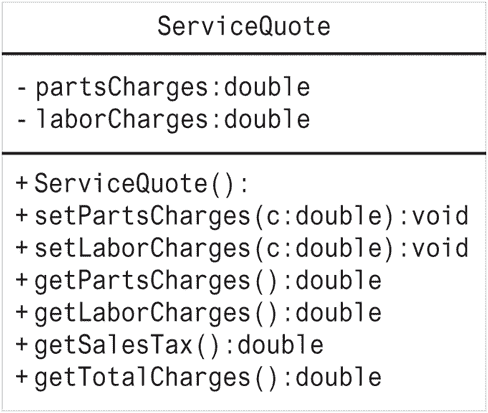 ServiceQuote
- partsCharges:double
- laborCharges:double
+ ServiceQuote():
+ setPartsCharges(c:double):void
+ setLaborCharges(c:double):void
+ getPartsCharges():double
+ getLaborCharges():double
+ getSalesTax():double
+ getTotalCharges():double